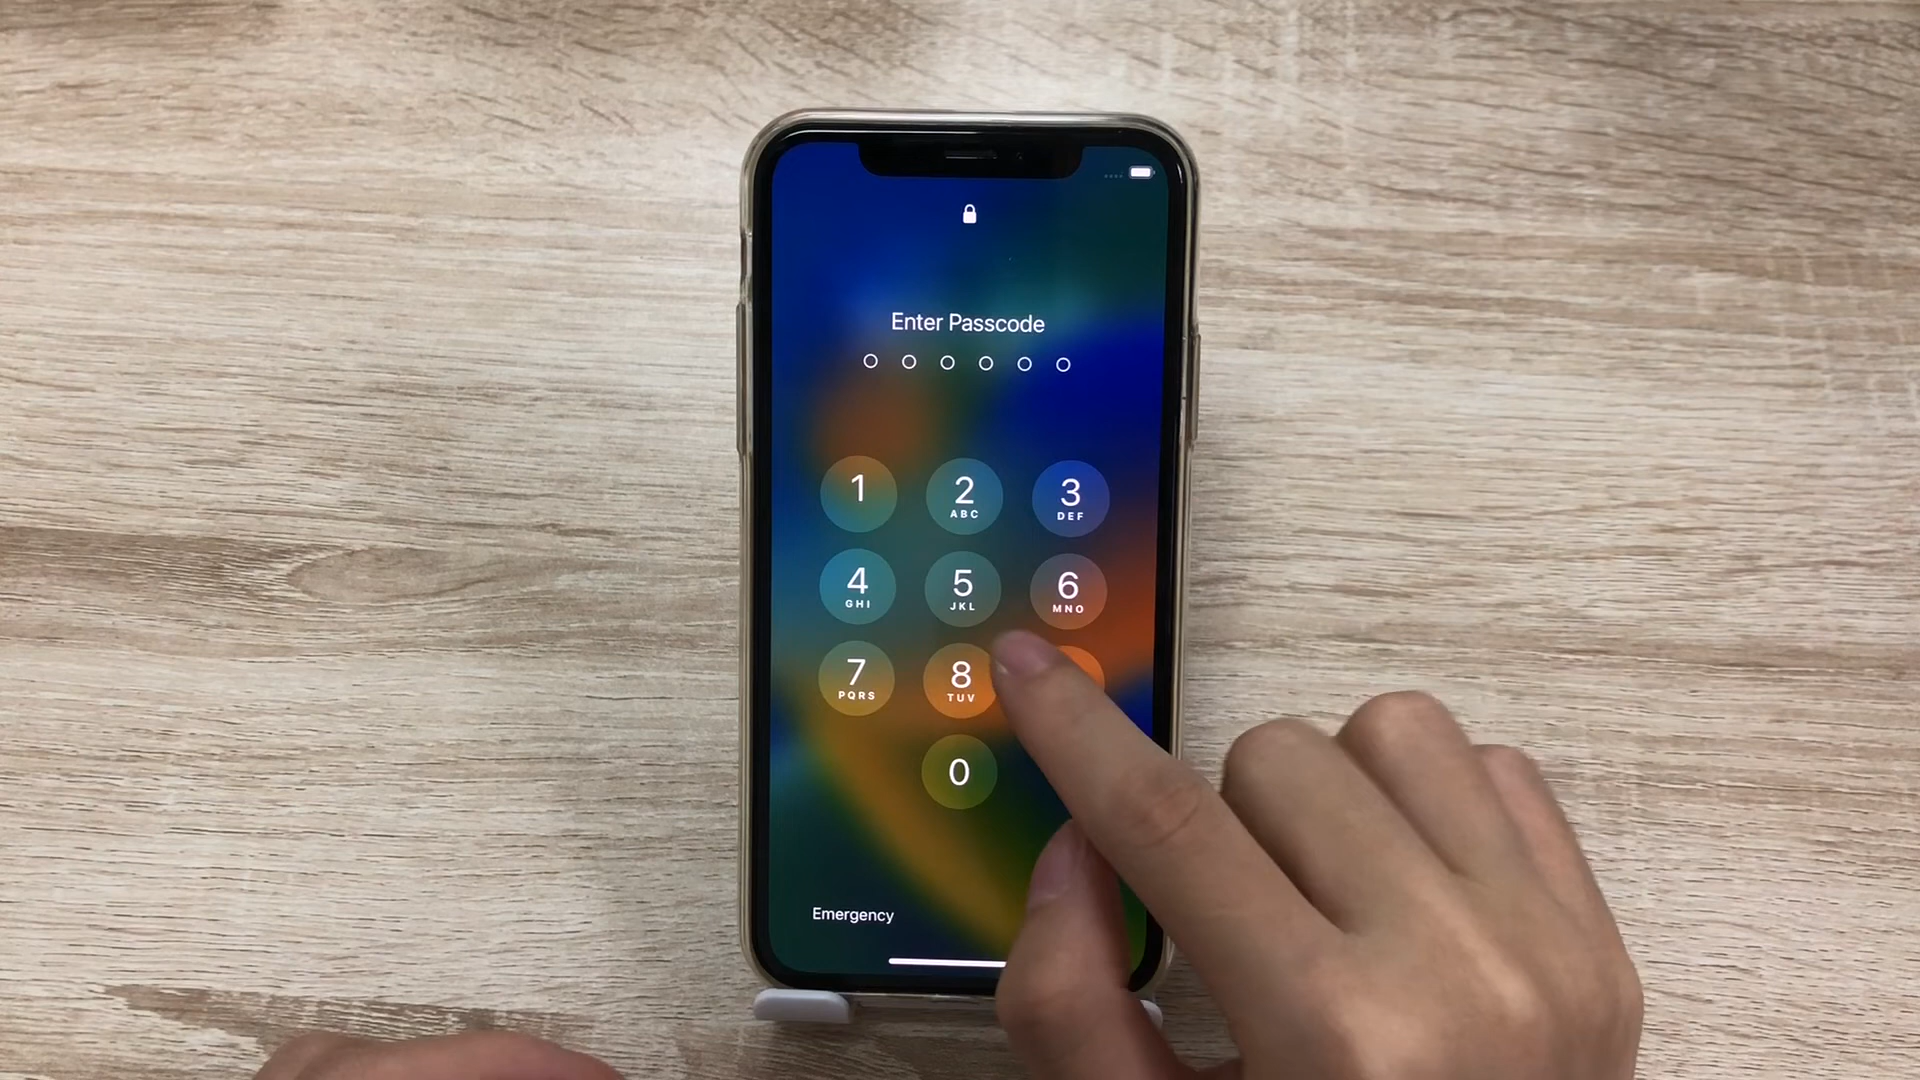 Enter Passcode
1 2 3
ABC DEF
4 5 6
GHI JKL MNO
7 8
PQRS TUV
0
Emergency